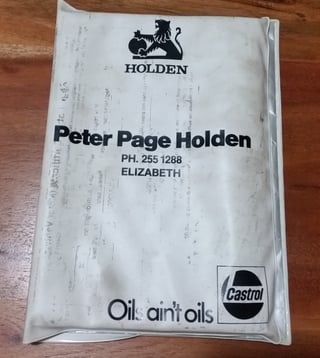 HOLDEN
Peter Page Holden
PH. 255 1288
ELIZABETH
Castrol
Oils ain't oils